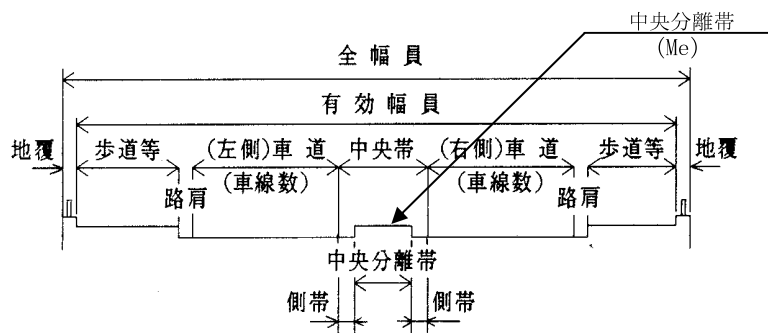 中央分離帯
(Me)
全幅員
有効幅員
地覆 歩道等 (左側)車道 中央帯 (右側)車道 歩道等 地覆
路肩 (車線数) (車線数) 路肩
中央分離帯
側帯 側帯